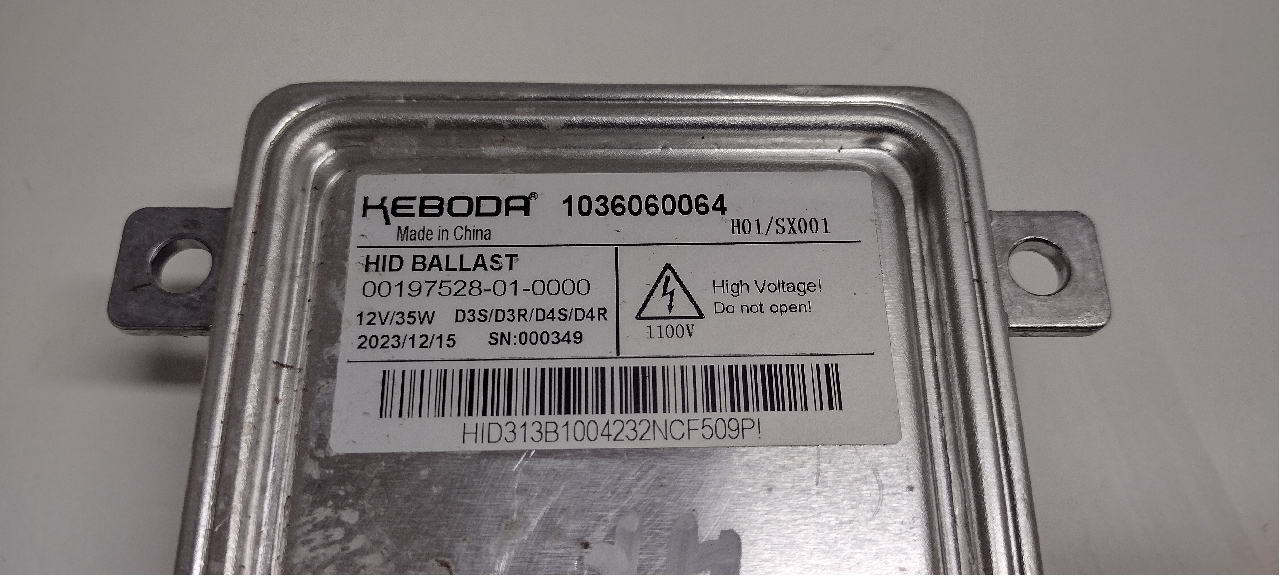 KEBODA® 1036060064
Made in China H01/SX001
HID BALLAST
00197528-01-0000
12V/35W D3S/D3R/D4S/D4R
2023/12/15 SN:000349
High Voltage!
Do not open!
1100V
HID313B1004232NCF509P!